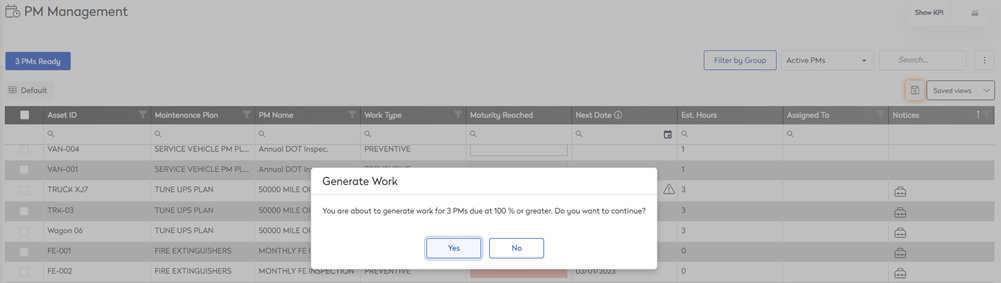 PM Management
Show KPI
3 PMs Ready
Filter by Group
Active PMs
Search...
Default
Saved views
Asset ID Maintenance Plan PM Name Work Type Maturity Reached Next Date Est. Hours Assigned To Notices
VAN-004 SERVICE VEHICLE PM PL... Annual DOT Inspec. PREVENTIVE 1
VAN-001 SERVICE VEHICLE PM PL... Annual DOT 1
TRUCK XJ7 TUNE UPS PLAN 50000 MILE 3
TRK-03 TUNE UPS PLAN 50000 MILE 3
Wagon 06 TUNE UPS PLAN 50000 MILE 3
FE-001 FIRE EXTINGUISHERS MONTHLY FE 0
FE-002 FIRE EXTINGUISHERS MONTHLY FE INSPECTION PREVENTIVE 03/01/2023 0
Generate Work
You are about to generate work for 3 PMs due at 100 % or greater. Do you want to continue?
Yes
No